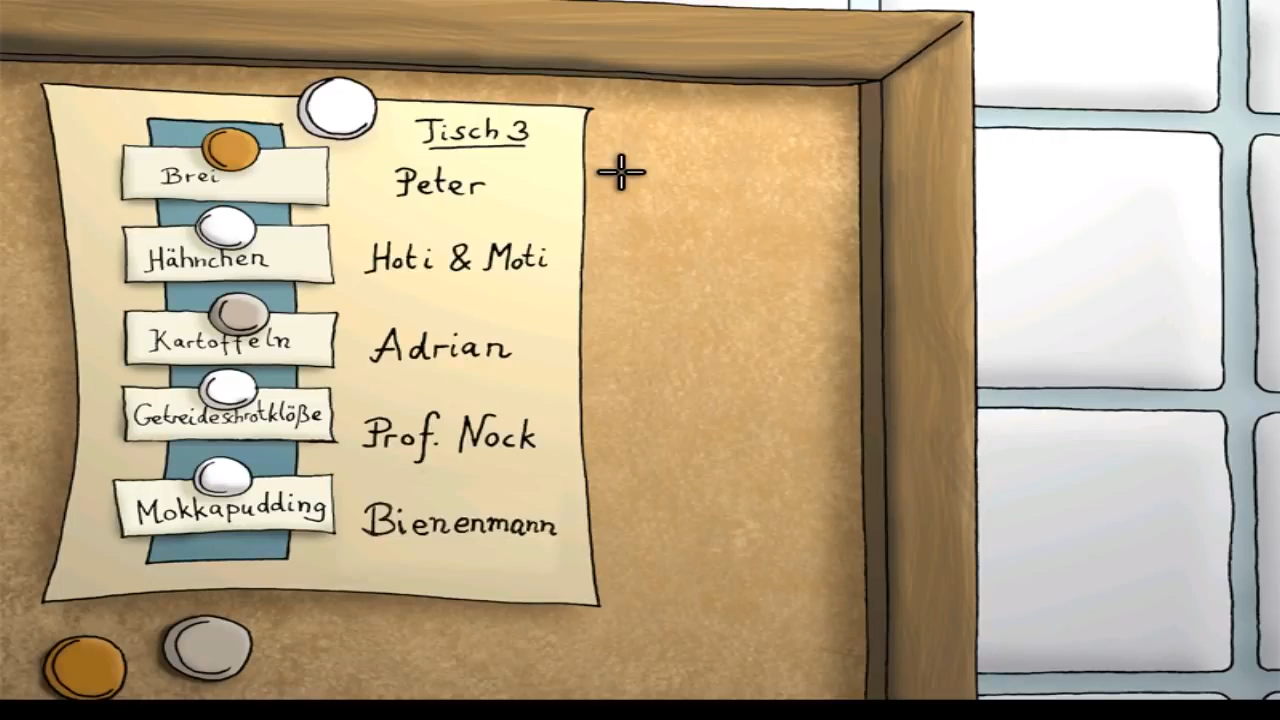 Tisch 3
Brei Peter
Hähnchen Hoti & Moti
Kartoffeln Adrian
Getreideschrotklöße Prof. Nock
Mokkapudding Bienenmann